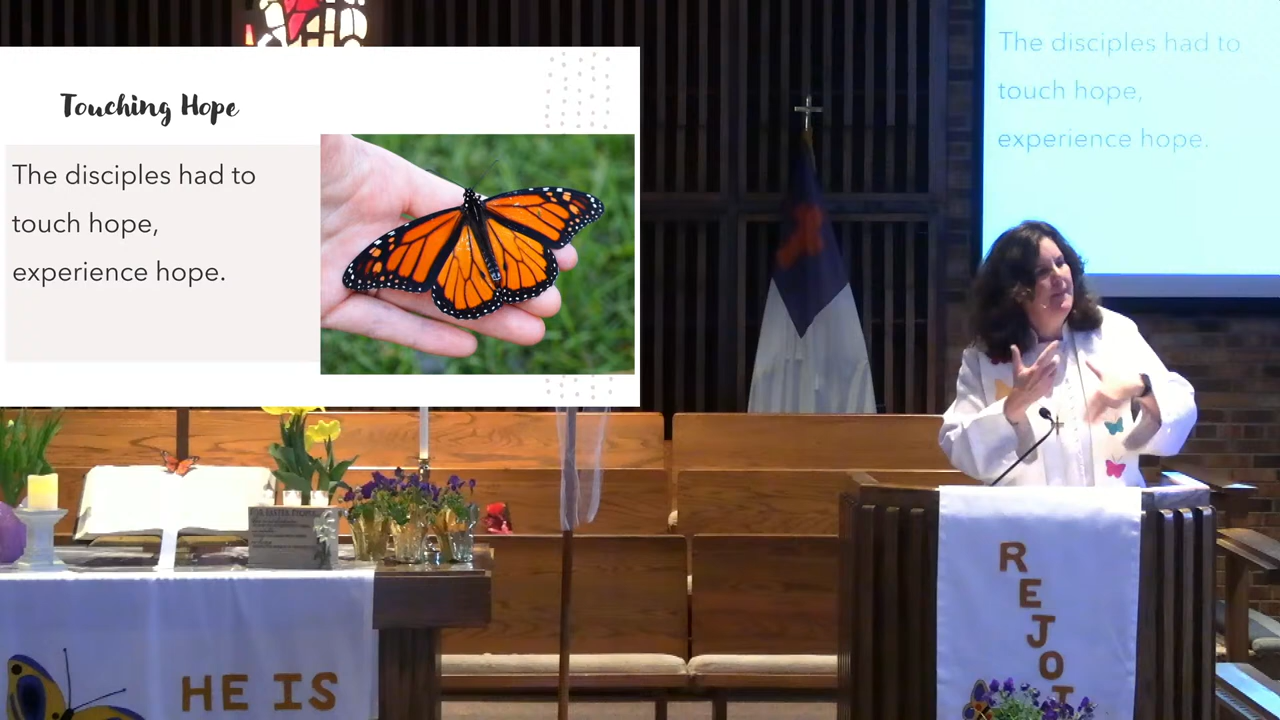 Touching Hope
The disciples had to
touch hope,
experience hope.
The disciples had to
touch hope,
experience hope.
HE IS
REJOI